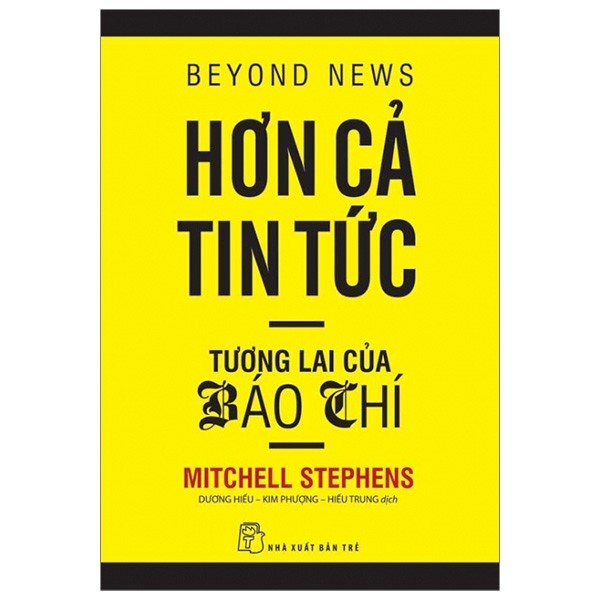 BEYOND NEWS
HƠN CẢ
TIN TỨC
TƯƠNG LAI CỦA
BÁO CHÍ
MITCHELL STEPHENS
DƯƠNG HIẾU – KIM PHƯỢNG – HIẾU TRUNG dịch
NHÀ XUẤT BẢN TRẺ